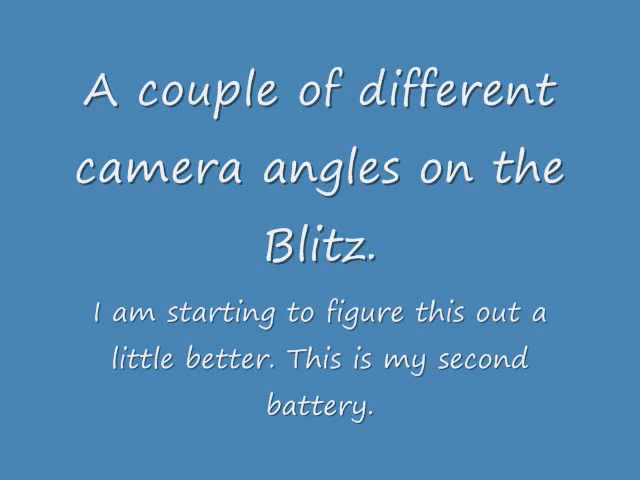 A couple of different
camera angles on the
Blitz.
I am starting to figure this out a
little better. This is my second
battery.